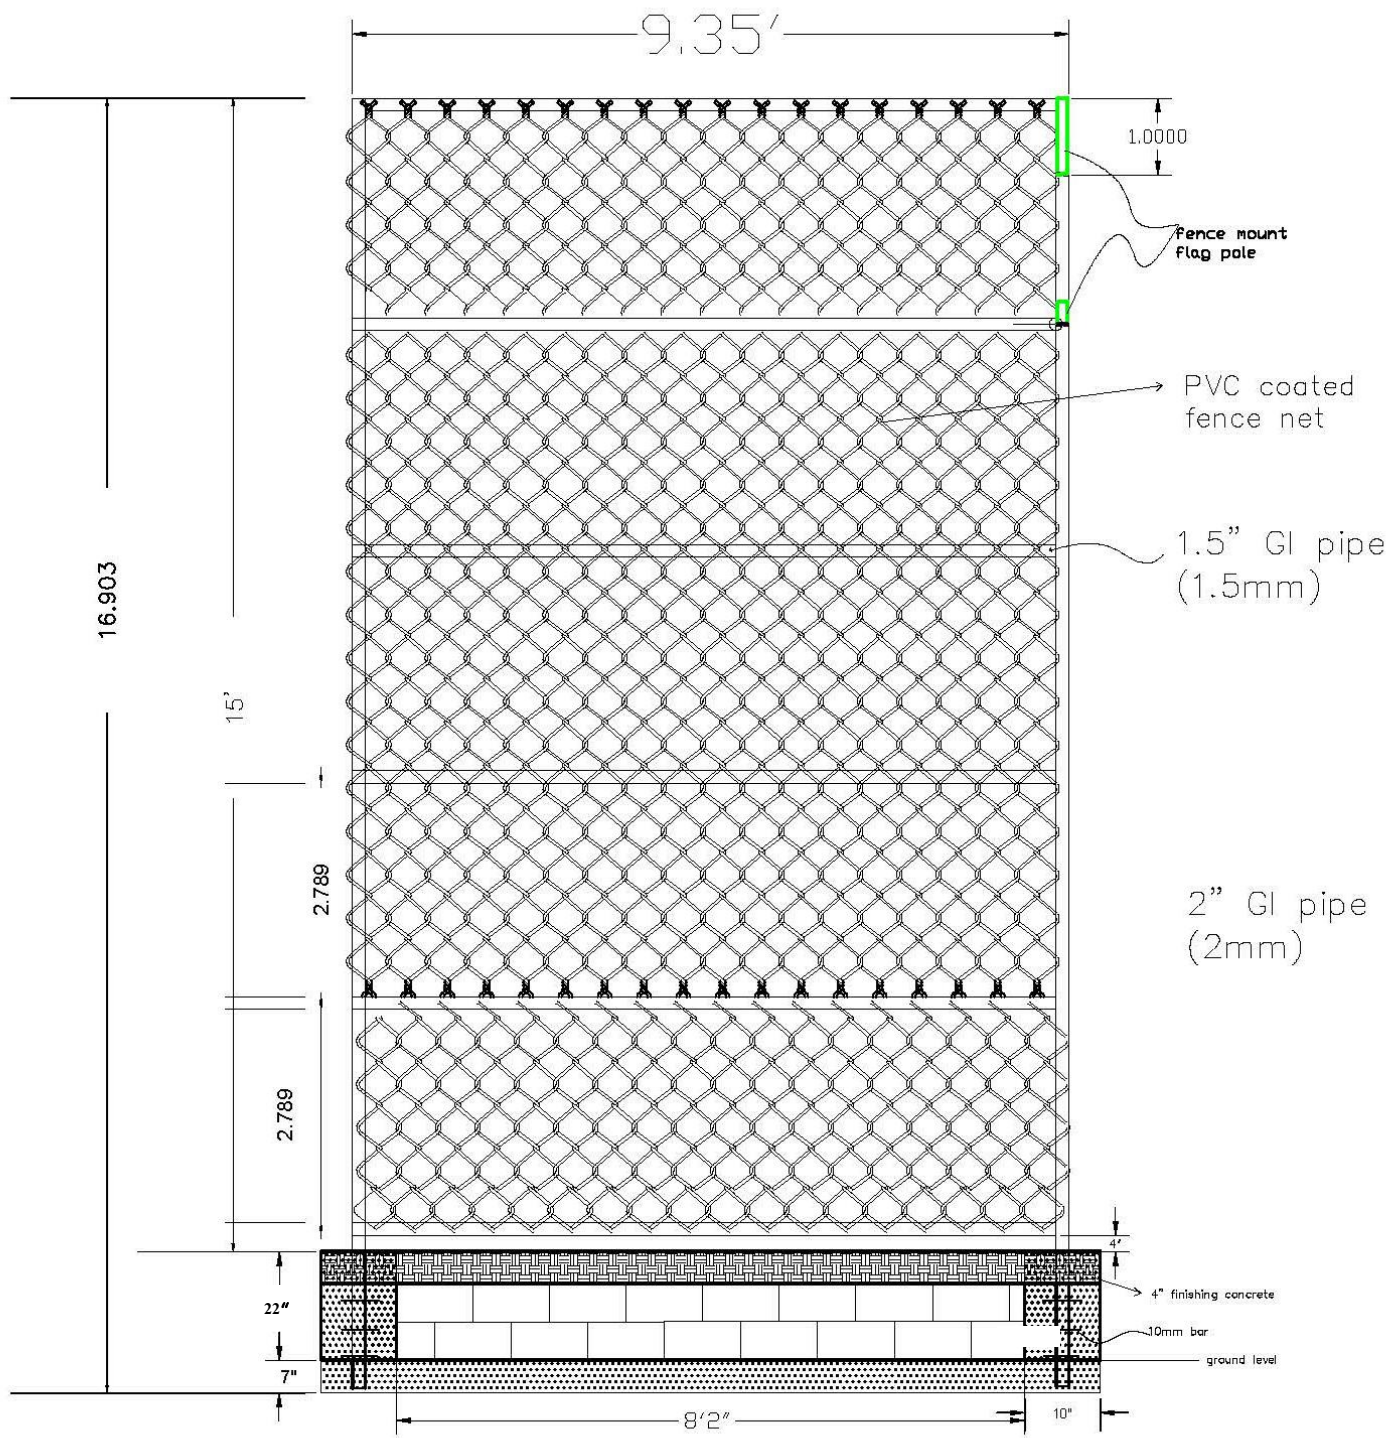 9.35'
1.0000
fence mount
flag pole
PVC coated
fence net
1.5" GI pipe
(1.5mm)
16.903
15'
2.789
2" GI pipe
(2mm)
2.789
4"
22"
4" finishing concrete
10mm bar
ground level
7"
8'2"
10"